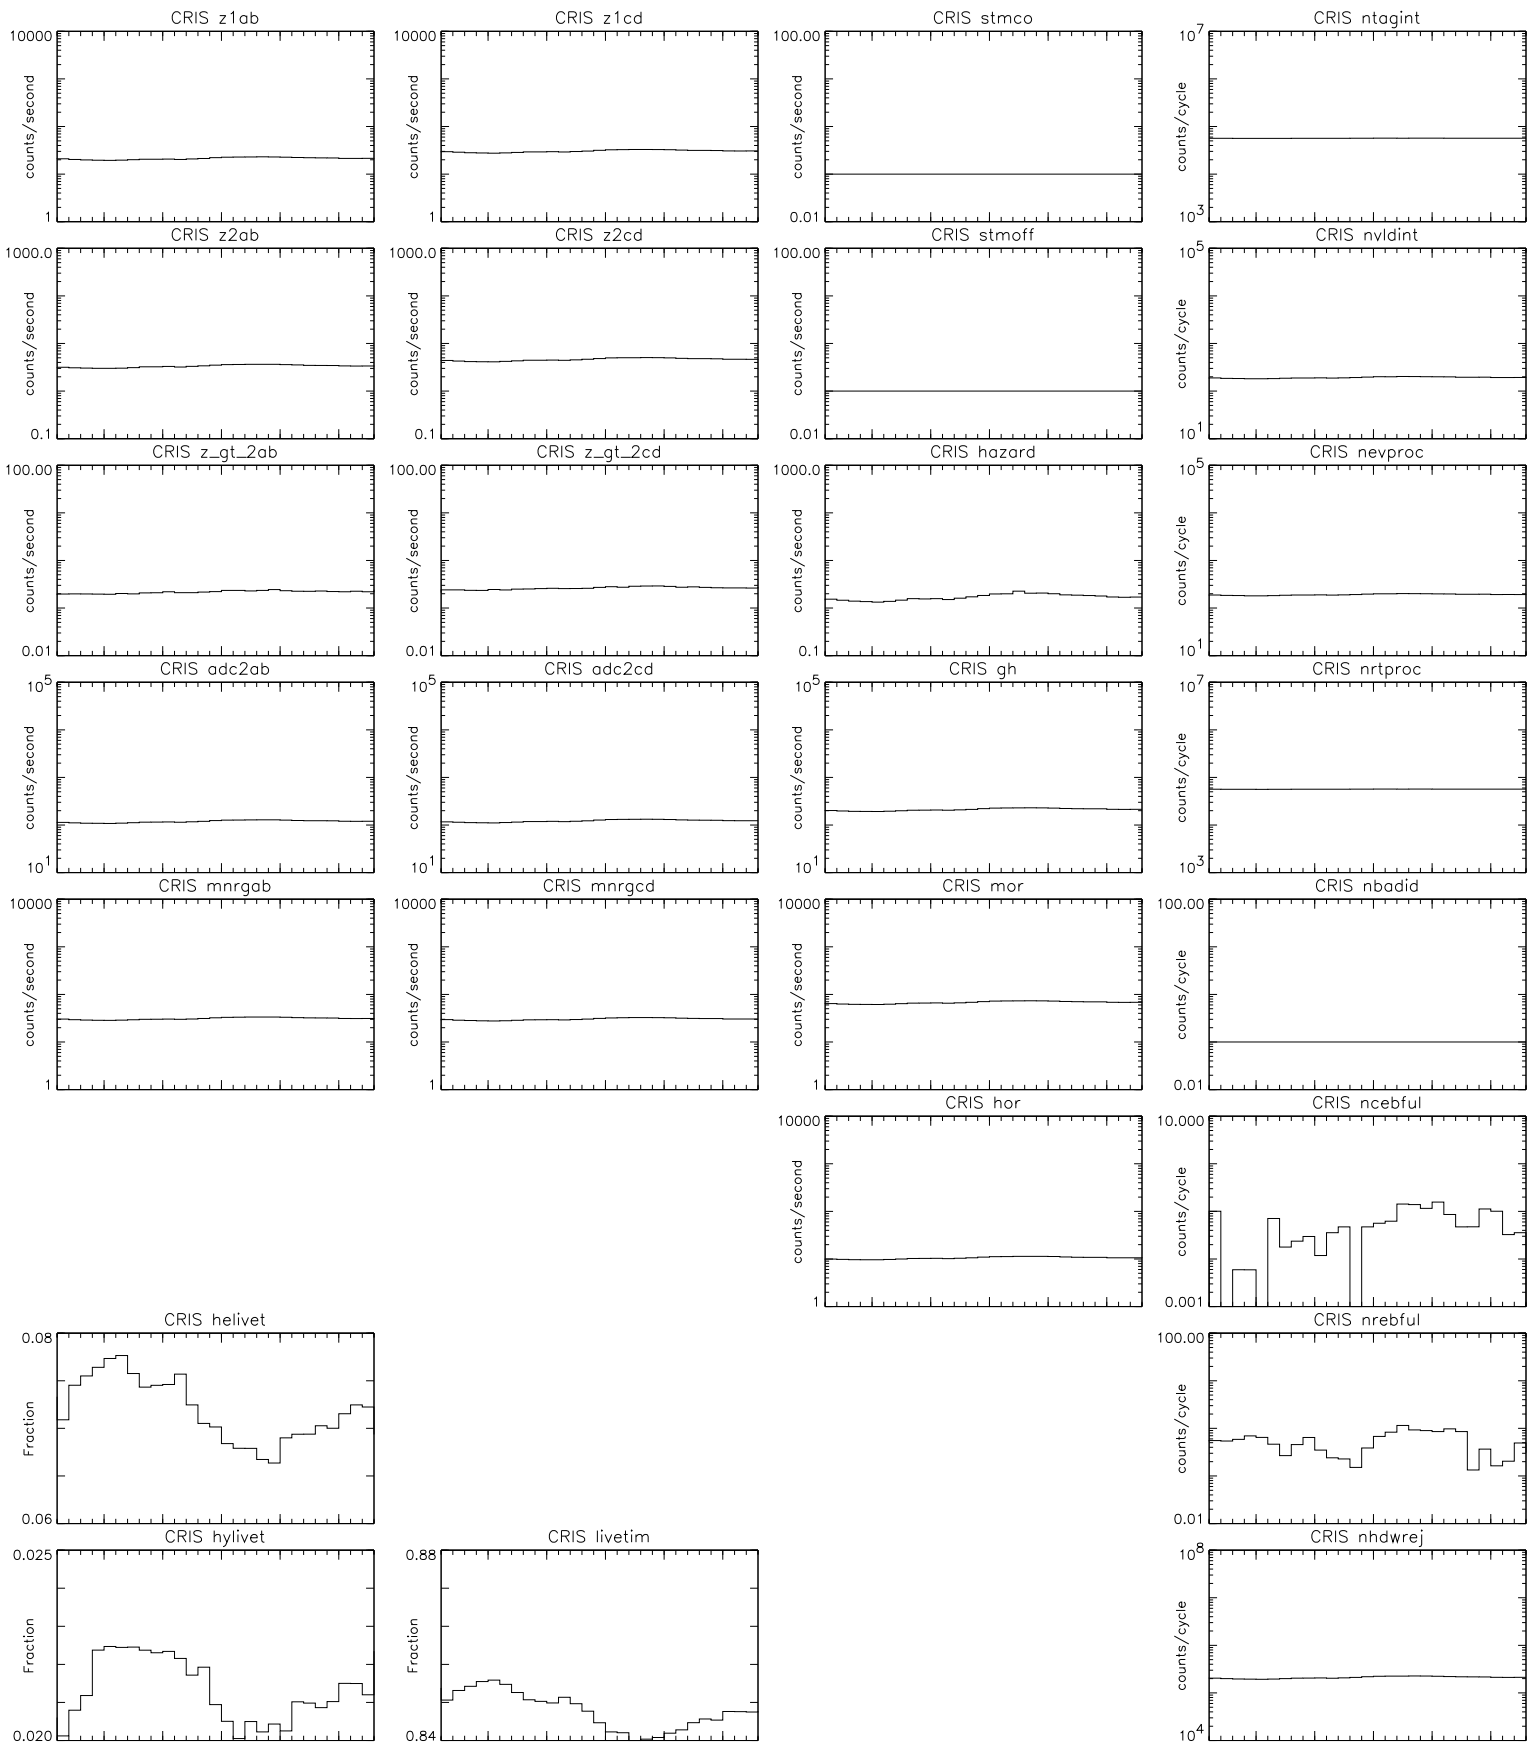 CRIS z1ab
CRIS z1cd
CRIS stmco
CRIS ntagint
10000
counts/second
1
10000
counts/second
1
100.00
counts/second
0.01
10^7
counts/cycle
10^3
CRIS z2ab
CRIS z2cd
CRIS stmoff
CRIS nvldint
1000.0
counts/second
0.1
1000.0
counts/second
0.1
100.00
counts/second
0.01
10^5
counts/cycle
10^1
CRIS z_gt_2ab
CRIS z_gt_2cd
CRIS hazard
CRIS nevproc
100.00
counts/second
0.01
100.00
counts/second
0.01
1000.0
counts/second
0.1
10^5
counts/cycle
10^1
CRIS adc2ab
CRIS adc2cd
CRIS gh
CRIS nrtproc
10^5
counts/second
10^1
10^5
counts/second
10^1
10^5
counts/second
10^1
10^7
counts/cycle
10^3
CRIS mnrgab
CRIS mnrgcd
CRIS mor
CRIS nbadid
10000
counts/second
1
10000
counts/second
1
10000
counts/second
1
100.00
counts/cycle
0.01
CRIS hor
CRIS ncebful
10000
counts/second
1
10.000
counts/cycle
0.001
CRIS helivet
CRIS nrebful
0.08
Fraction
0.06
100.00
counts/cycle
0.01
CRIS hylivet
CRIS livetim
CRIS nhdwrej
0.025
Fraction
0.020
0.88
Fraction
0.84
10^8
counts/cycle
10^4